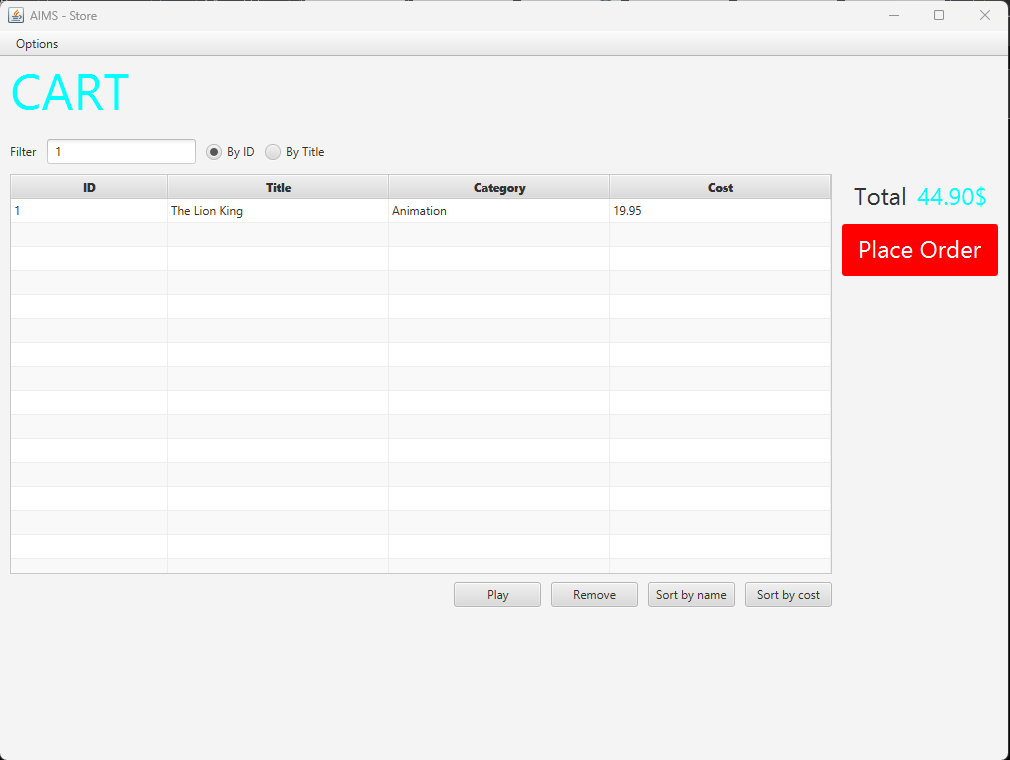 AIMS - Store
Options
CART
Filter 1 By ID By Title
ID Title Category Cost
1 The Lion King Animation 19.95
Total 44.90$
Place Order
Play Remove Sort by name Sort by cost